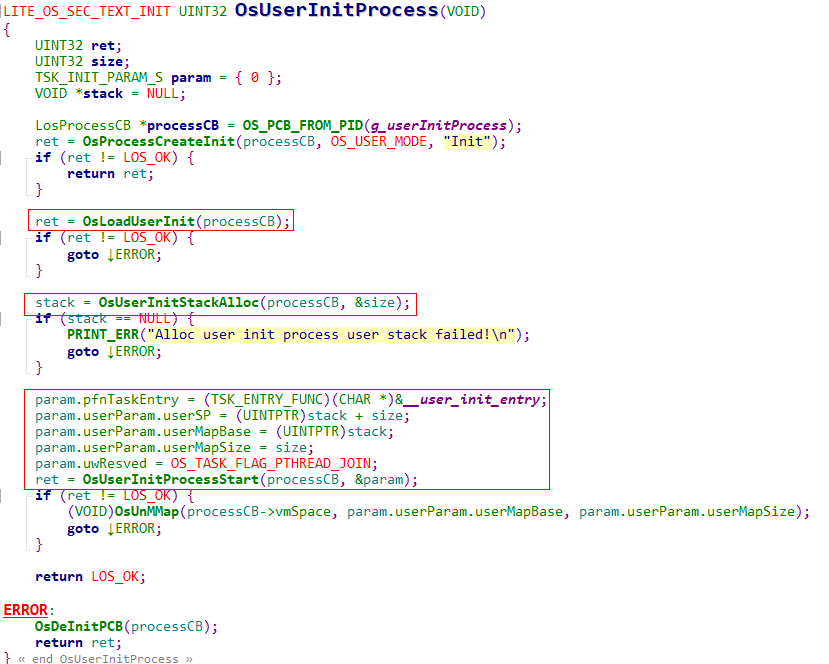 LITE_OS_SEC_TEXT_INIT UINT32 OsUserInitProcess(VOID)
{
    UINT32 ret;
    UINT32 size;
    TSK_INIT_PARAM_S param = { 0 };
    VOID *stack = NULL;

    LosProcessCB *processCB = OS_PCB_FROM_PID(g_userInitProcess);
    ret = OsProcessCreateInit(processCB, OS_USER_MODE, "Init");
    if (ret != LOS_OK) {
        return ret;
    }

    ret = OsLoadUserInit(processCB);
    if (ret != LOS_OK) {
        goto ↓ERROR;
    }

    stack = OsUserInitStackAlloc(processCB, &size);
    if (stack == NULL) {
        PRINT_ERR("Alloc user init process user stack failed!\n");
        goto ↓ERROR;
    }

    param.pfnTaskEntry = (TSK_ENTRY_FUNC)(CHAR *)&__user_init_entry;
    param.userParam.userSP = (UINTPTR)stack + size;
    param.userParam.userMapBase = (UINTPTR)stack;
    param.userParam.userMapSize = size;
    param.uwResved = OS_TASK_FLAG_PTHREAD_JOIN;
    ret = OsUserInitProcessStart(processCB, &param);
    if (ret != LOS_OK) {
        (VOID)OsUnMMap(processCB->vmSpace, param.userParam.userMapBase, param.userParam.userMapSize);
        goto ↓ERROR;
    }

    return LOS_OK;

ERROR:
    OsDeInitPCB(processCB);
    return ret;
} « end OsUserInitProcess »